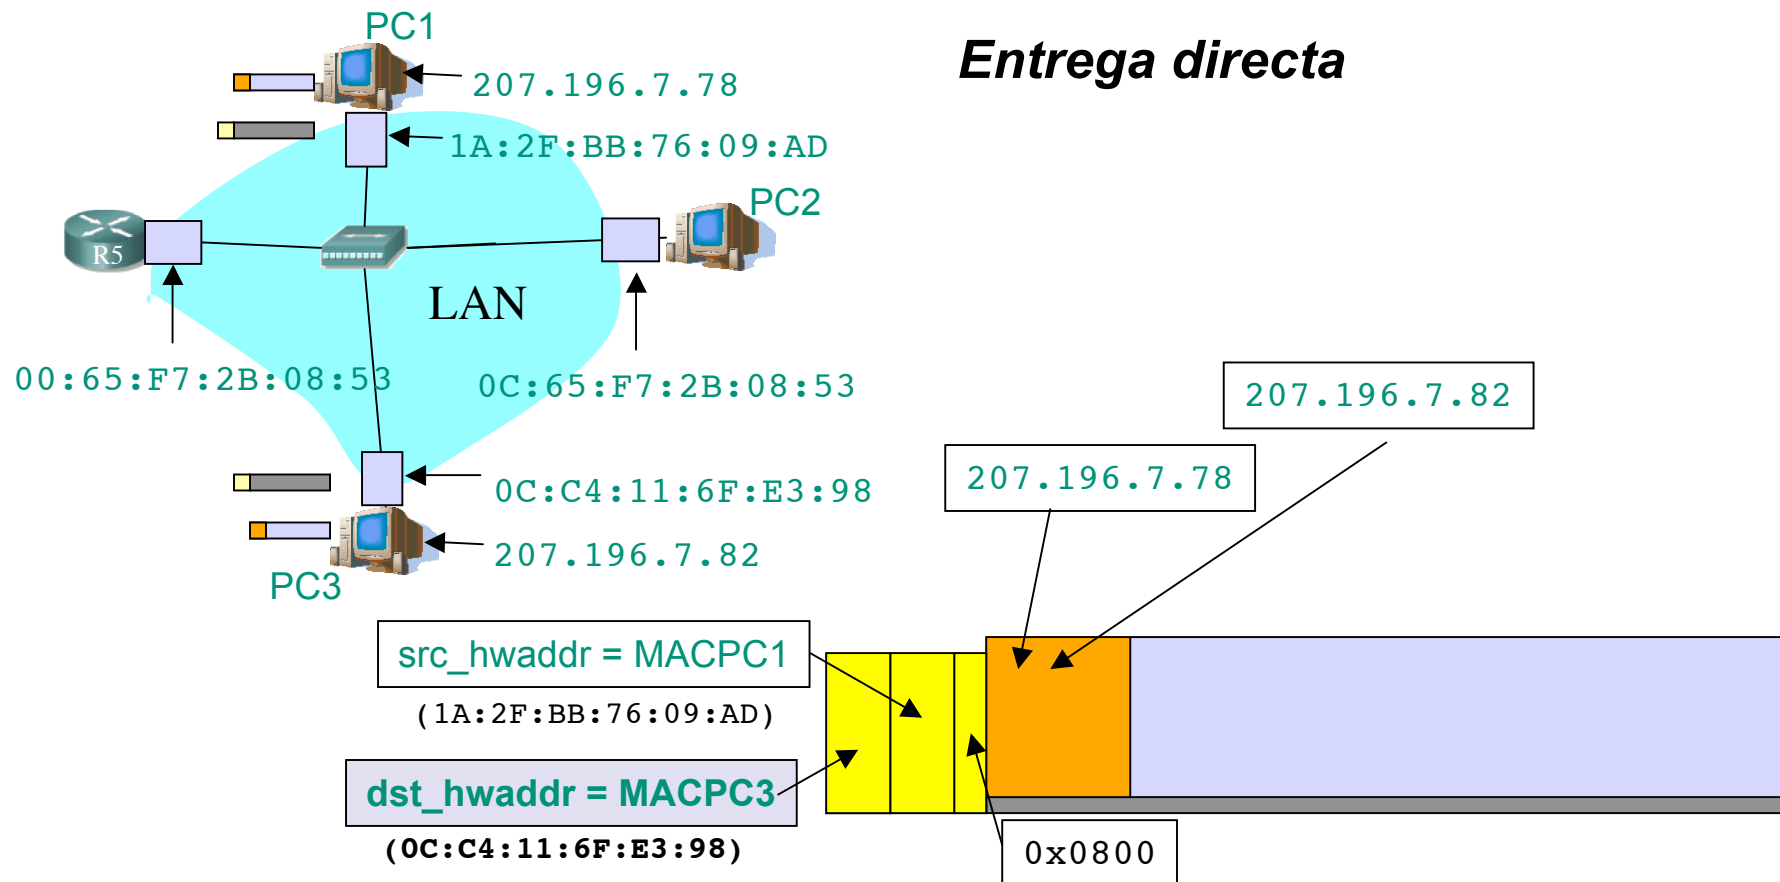 PC1
Entrega directa
207.196.7.78
1A:2F:BB:76:09:AD
PC2
R5
LAN
00:65:F7:2B:08:53
0C:65:F7:2B:08:53
207.196.7.82
207.196.7.78
0C:C4:11:6F:E3:98
207.196.7.82
PC3
src_hwaddr = MACPC1
(1A:2F:BB:76:09:AD)
dst_hwaddr = MACPC3
(0C:C4:11:6F:E3:98)
0x0800